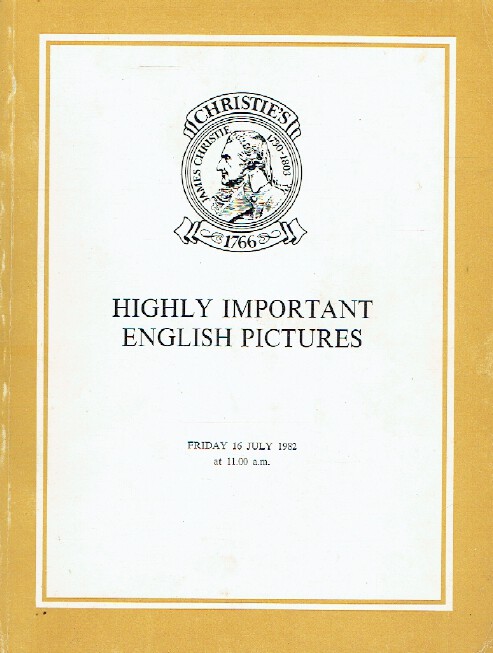 CHRISTIE'S
JAMES CHRISTIE 1730-1803
1766
HIGHLY IMPORTANT
ENGLISH PICTURES
FRIDAY 16 JULY 1982
at 11.00 a.m.